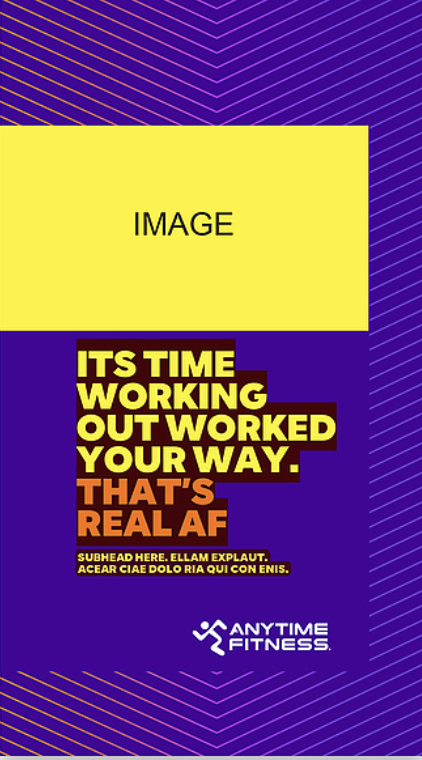 IMAGE
ITS TIME
WORKING
OUT WORKED
YOUR WAY.
THAT'S
REAL AF
SUBHEAD HERE. ELLAM EXPLAUT.
ACEAR CIAE DOLO RIA QUI CON ENIS.
ANYTIME
FITNESS.